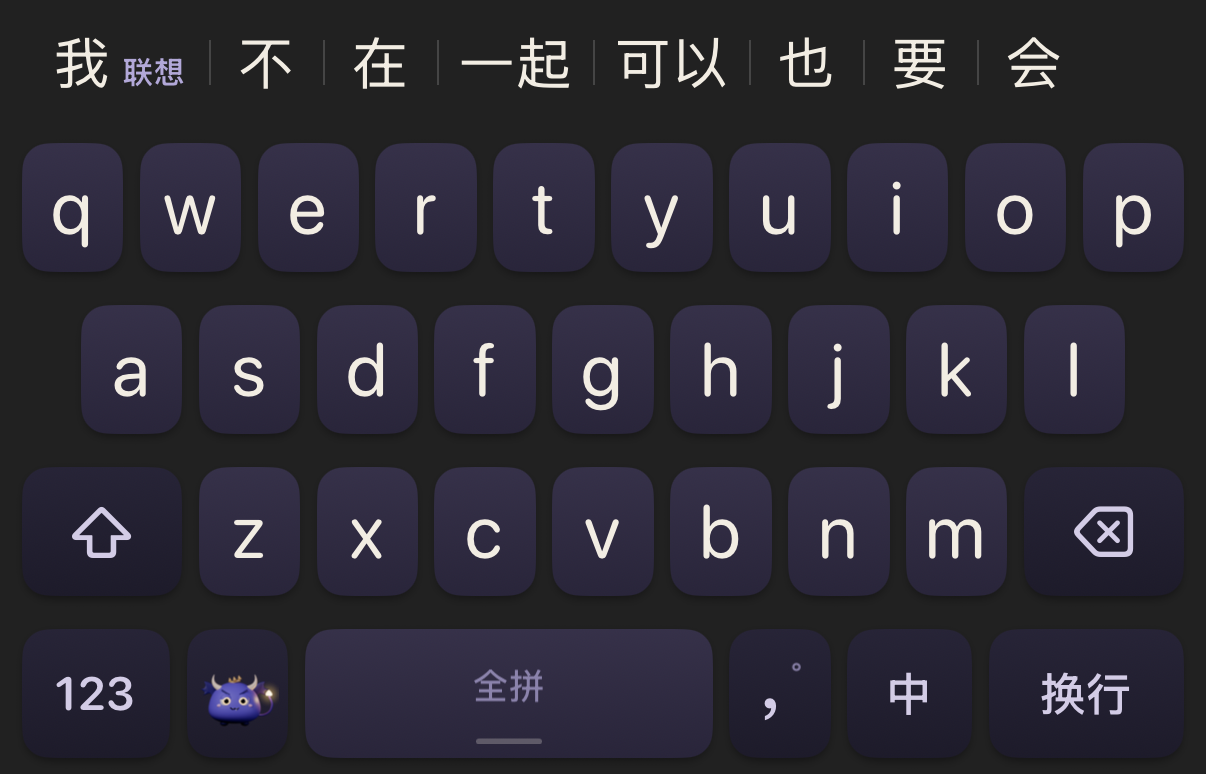 我 联想 不 在 一起 可以 也 要 会
q w e r t y u i o p
a s d f g h j k l
z x c v b n m
123 全拼 ，。 中 换行